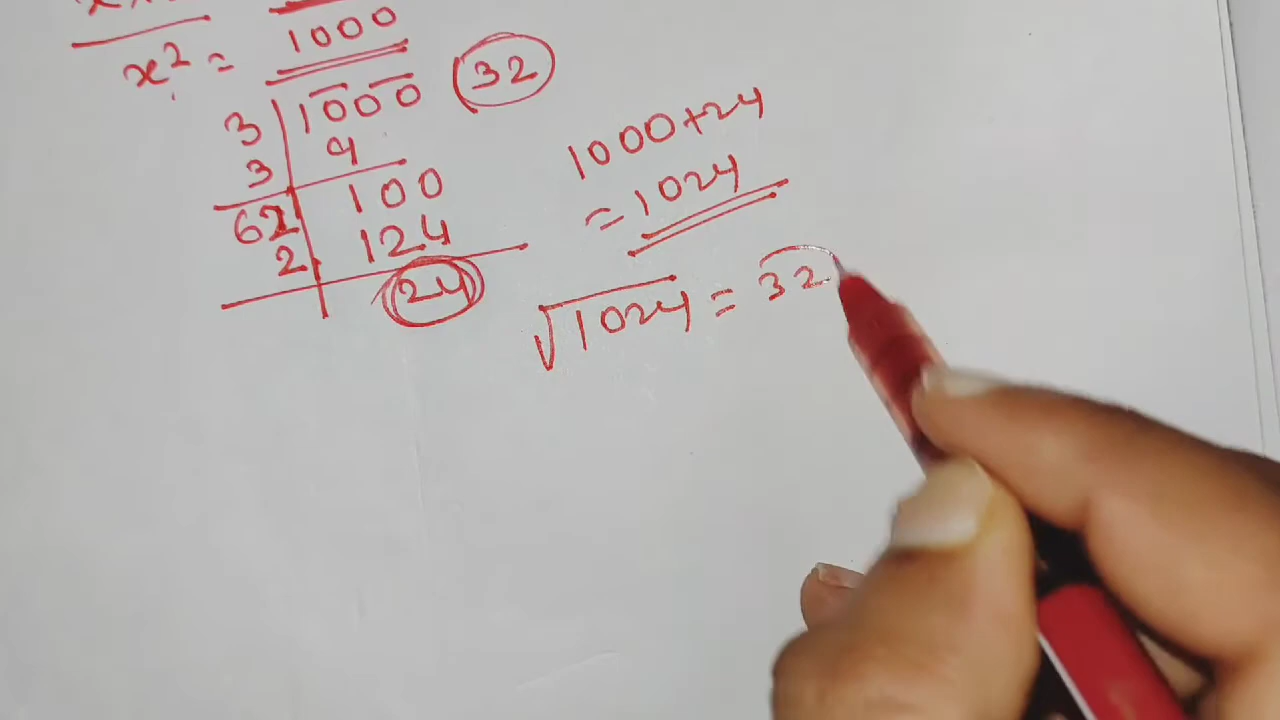 x² = 1000
3 | 1000 (32)
3 | 9
62 | 100
2 | 124
24
1000+24
= 1024
√1024 = 32